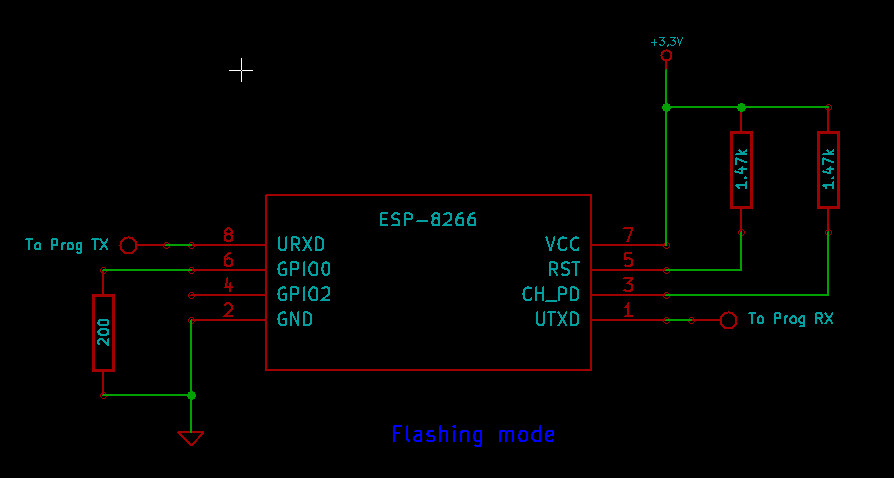 +3,3V
1.47k
1.47k
ESP-8266
To Prog TX
8
URXD
VCC
7
6
GPIO0
RST
5
4
GPIO2
CH_PD
3
2
GND
UTXD
1
To Prog RX
200
Flashing mode